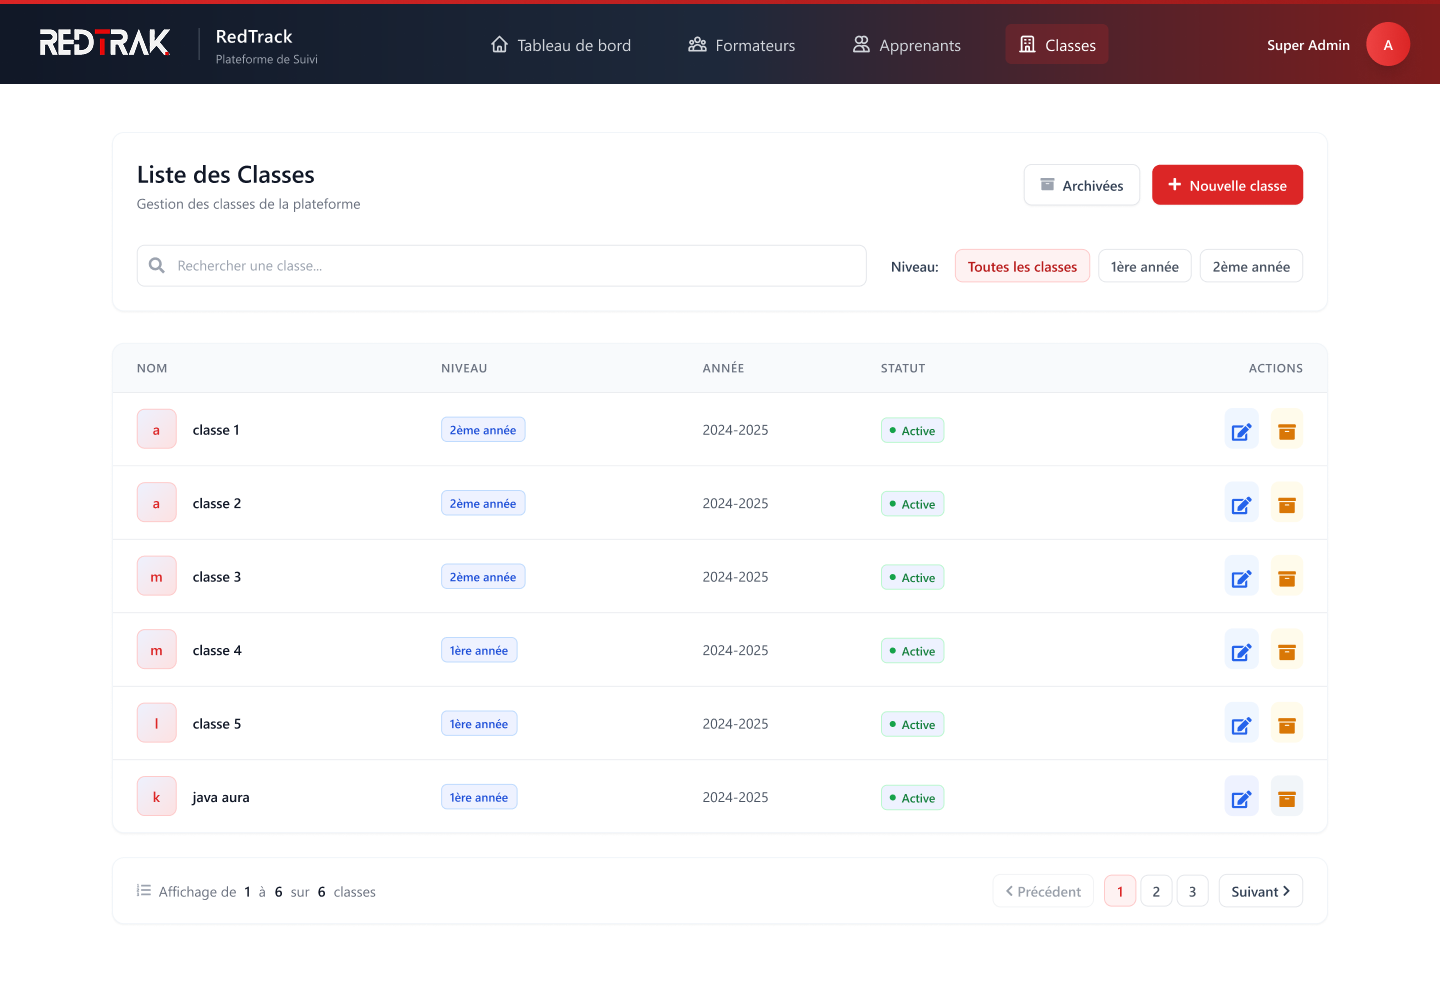 REDTRAK
RedTrack
Plateforme de Suivi
Tableau de bord
Formateurs
Apprenants
Classes
Super Admin
A
Liste des Classes
Gestion des classes de la plateforme
Archivées
Nouvelle classe
Rechercher une classe...
Niveau:
Toutes les classes
1ère année
2ème année
NOM NIVEAU ANNÉE STATUT ACTIONS
a classe 1 2ème année 2024-2025 Active
a classe 2 2ème année 2024-2025 Active
m classe 3 2ème année 2024-2025 Active
m classe 4 1ère année 2024-2025 Active
l classe 5 1ère année 2024-2025 Active
k java aura 1ère année 2024-2025 Active
Affichage de 1 à 6 sur 6 classes
Précédent 1 2 3 Suivant